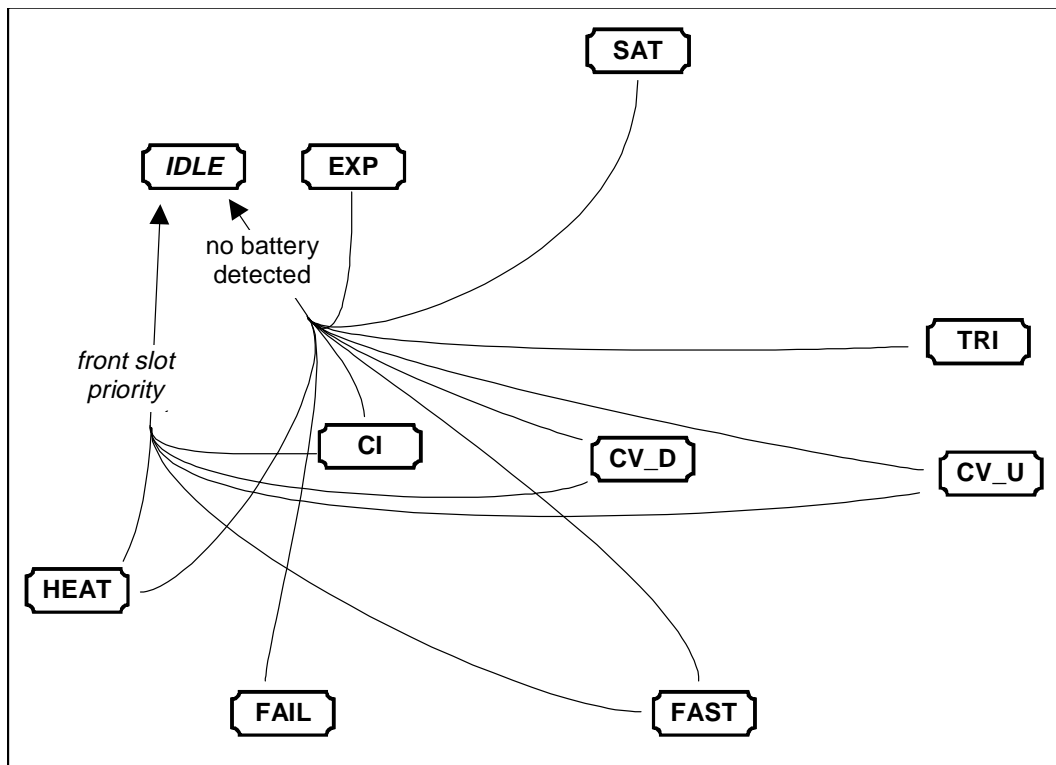 SAT
IDLE
EXP
no battery
detected
TRI
front slot
priority
CI
CV_D
CV_U
HEAT
FAIL
FAST